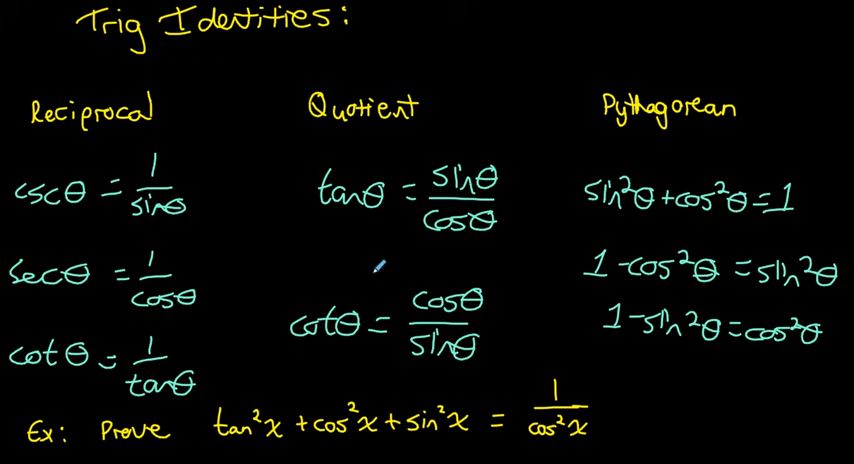 Trig Identities:
Reciprocal Quotient Pythagorean
cscθ = 1/sinθ tanθ = sinθ/cosθ sin²θ + cos²θ = 1
secθ = 1/cosθ 1 - cos²θ = sin²θ
cotθ = cosθ/sinθ 1 - sin²θ = cos²θ
cotθ = 1/tanθ
Ex: Prove tan²x + cos²x + sin²x = 1/cos²x